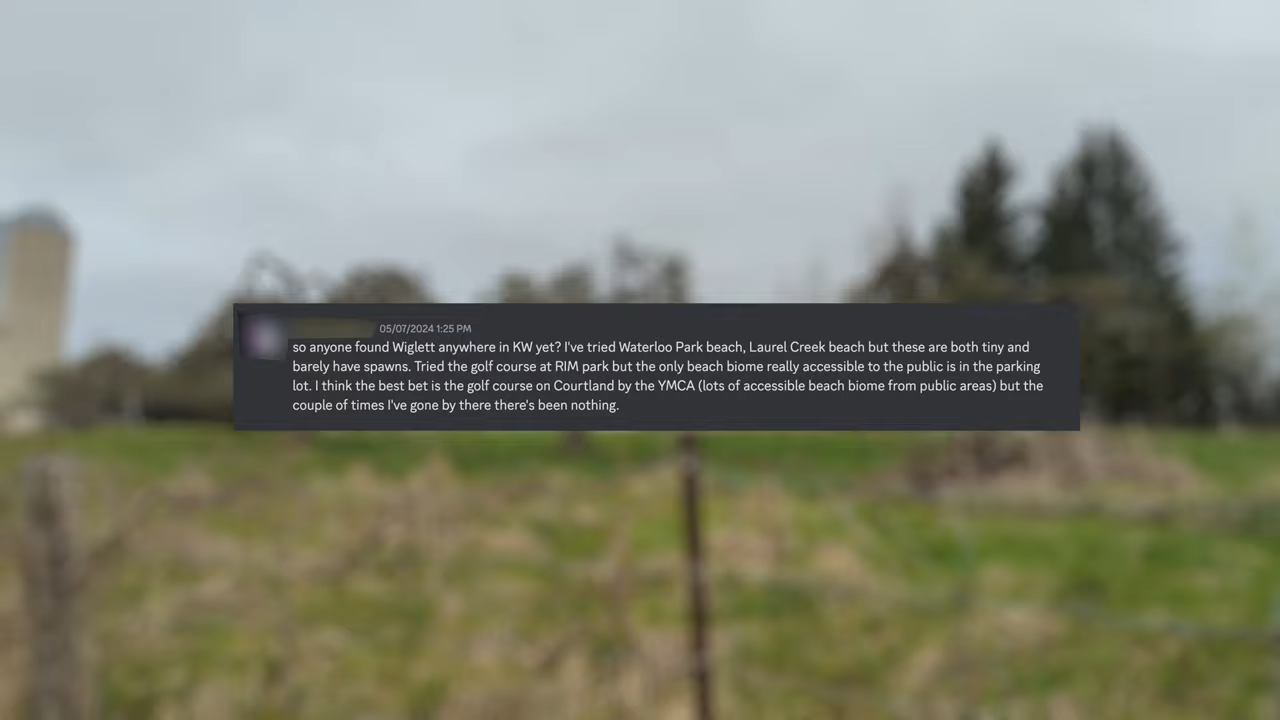 05/07/2024 1:25 PM
so anyone found Wiglett anywhere in KW yet? I've tried Waterloo Park beach, Laurel Creek beach but these are both tiny and
barely have spawns. Tried the golf course at RIM park but the only beach biome really accessible to the public is in the parking
lot. I think the best bet is the golf course on Courtland by the YMCA (lots of accessible beach biome from public areas) but the
couple of times I've gone by there there's been nothing.